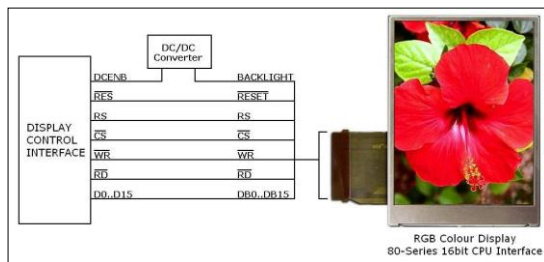 DC/DC
Converter
DCENB BACKLIGHT
RES RESET
RS RS
CS CS
WR WR
RD RD
D0..D15 DB0..DB15
DISPLAY
CONTROL
INTERFACE
RGB Colour Display
80-Series 16bit CPU Interface